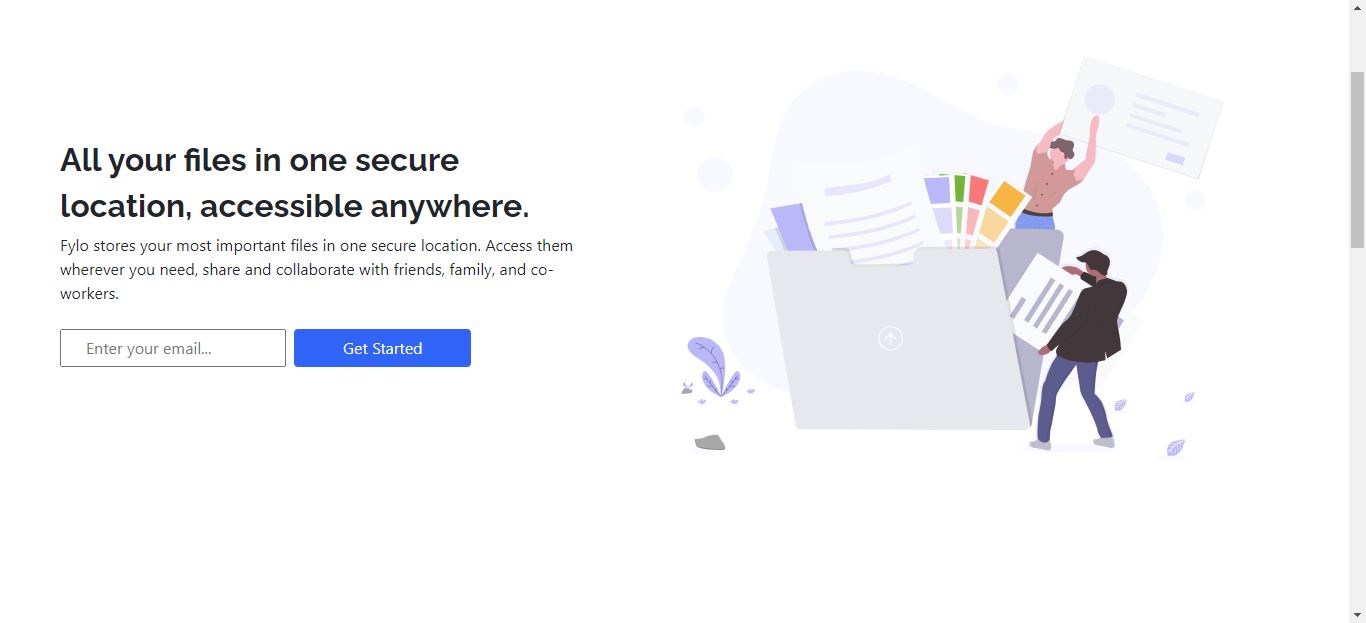 All your files in one secure
location, accessible anywhere.
Fylo stores your most important files in one secure location. Access them
wherever you need, share and collaborate with friends, family, and co-
workers.
Enter your email...
Get Started